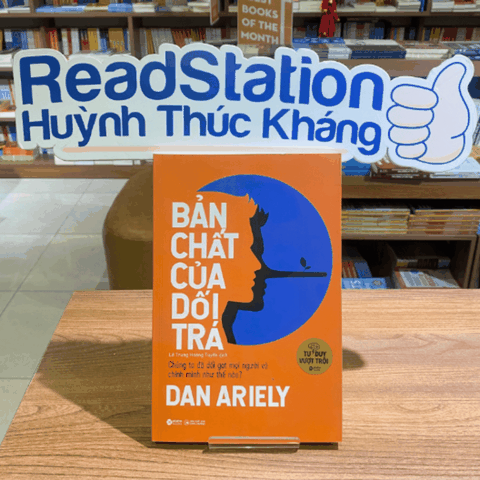 BEST
BOOKS
OF THE
MONTH
ReadStation
Huỳnh Thúc Kháng
BẢN
CHẤT
CỦA
DỐI
TRÁ
Chúng ta đã dối gạt mọi người và
chính mình như thế nào?
TƯ DUY
VƯỢT TRỘI
DAN ARIELY